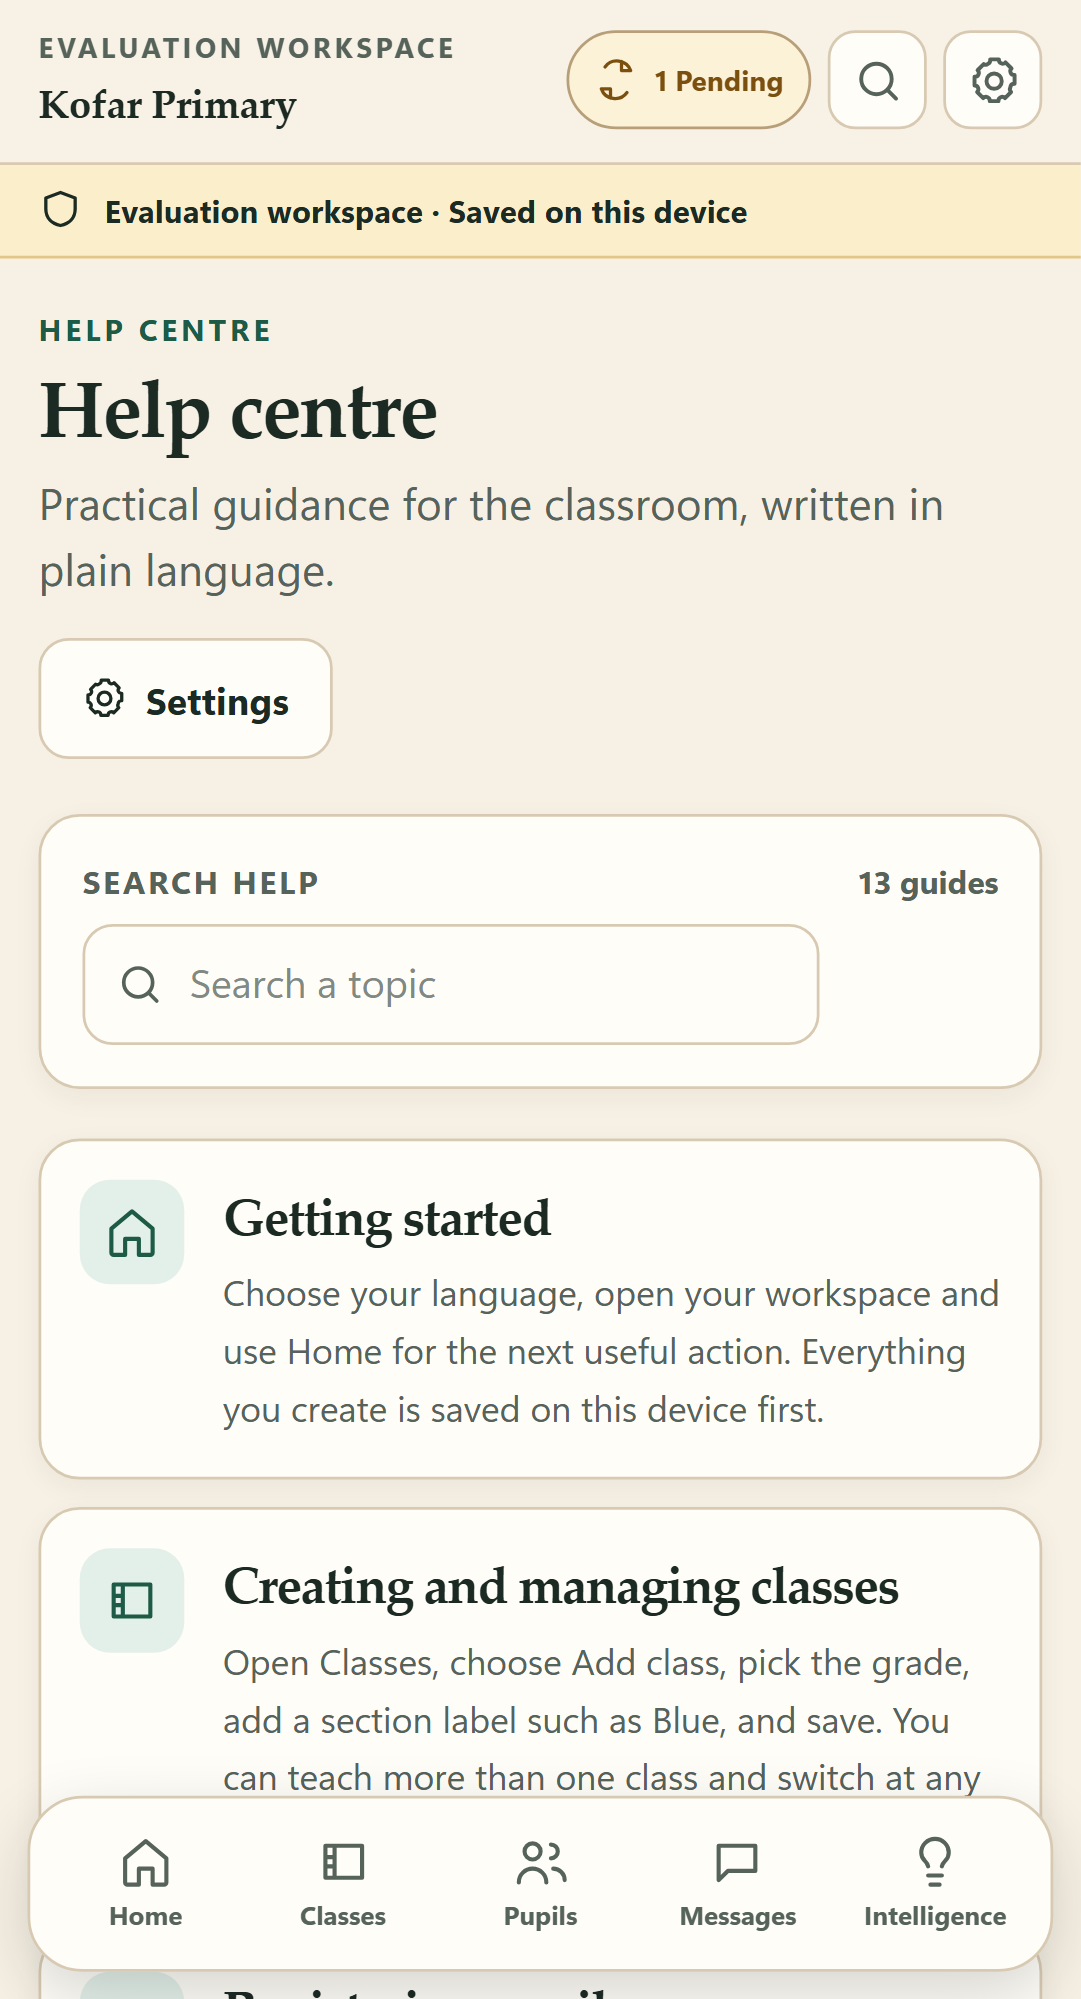 EVALUATION WORKSPACE
Kofar Primary
1 Pending
Evaluation workspace · Saved on this device
HELP CENTRE
Help centre
Practical guidance for the classroom, written in
plain language.
Settings
SEARCH HELP
13 guides
Search a topic
Getting started
Choose your language, open your workspace and
use Home for the next useful action. Everything
you create is saved on this device first.
Creating and managing classes
Open Classes, choose Add class, pick the grade,
add a section label such as Blue, and save. You
can teach more than one class and switch at any
Home
Classes
Pupils
Messages
Intelligence